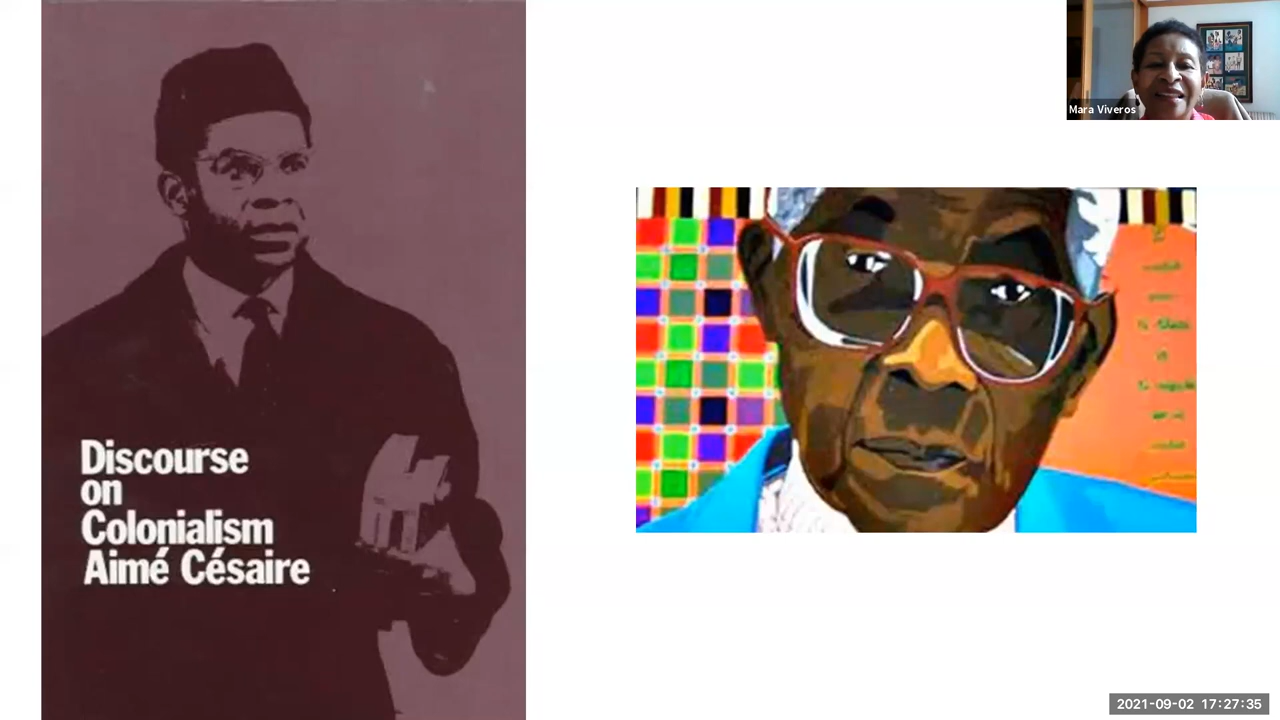 Discourse
on
Colonialism
Aimé Césaire
Mara Viveros
2021-09-02 17:27:35